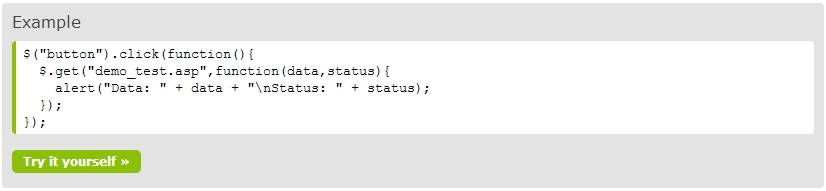 Example
$("button").click(function(){
  $.get("demo_test.asp",function(data,status){
    alert("Data: " + data + "\nStatus: " + status);
  });
});
Try it yourself »